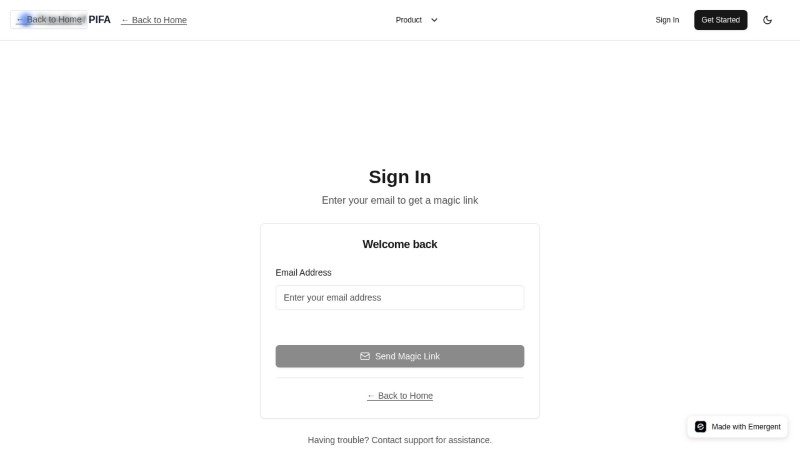 ← Back to Home PIFA ← Back to Home Product Sign In Get Started
Sign In
Enter your email to get a magic link
Welcome back
Email Address
Enter your email address
Send Magic Link
← Back to Home
Having trouble? Contact support for assistance.
Made with Emergent